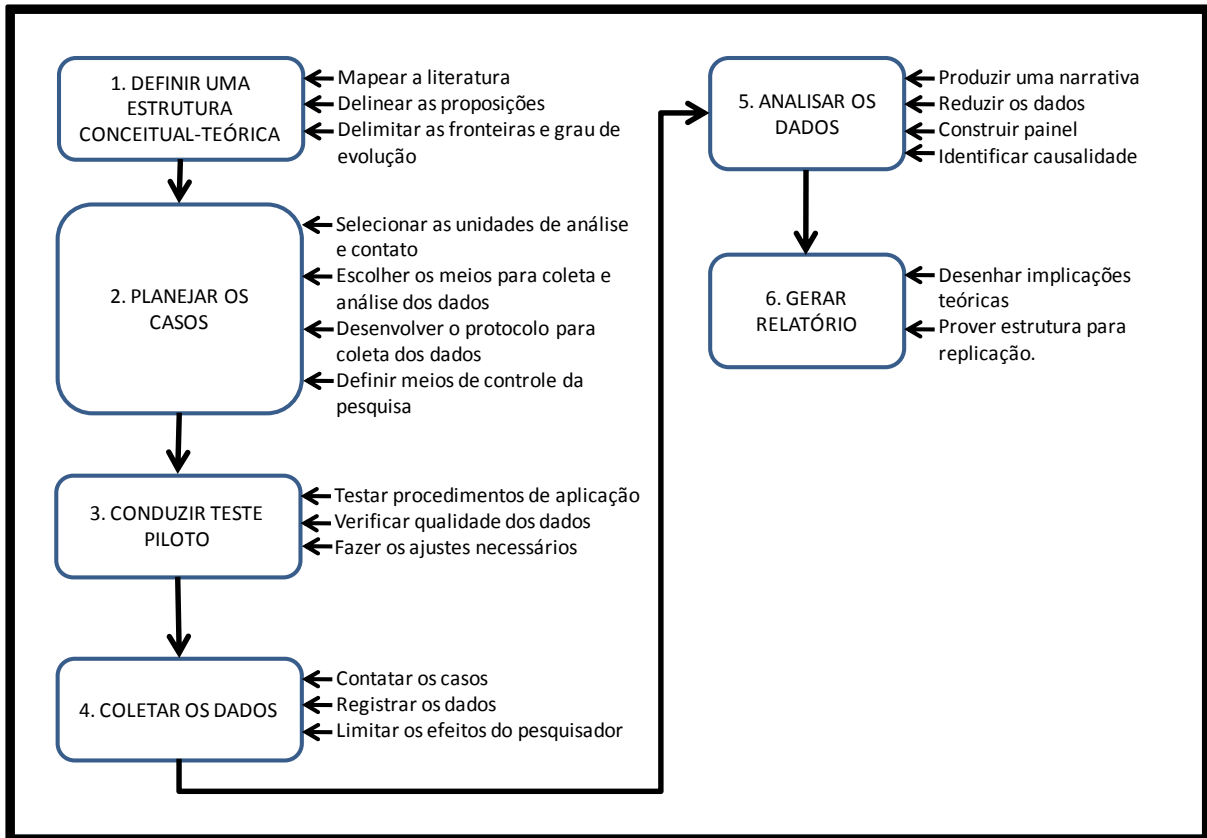 1. DEFINIR UMA
ESTRUTURA
CONCEITUAL-TEÓRICA
Mapear a literatura
Delinear as proposições
Delimitar as fronteiras e grau de
evolução
2. PLANEJAR OS
CASOS
Selecionar as unidades de análise
e contato
Escolher os meios para coleta e
análise dos dados
Desenvolver o protocolo para
coleta dos dados
Definir meios de controle da
pesquisa
3. CONDUZIR TESTE
PILOTO
Testar procedimentos de aplicação
Verificar qualidade dos dados
Fazer os ajustes necessários
4. COLETAR OS DADOS
Contatar os casos
Registrar os dados
Limitar os efeitos do pesquisador
5. ANALISAR OS
DADOS
Produzir uma narrativa
Reduzir os dados
Construir painel
Identificar causalidade
6. GERAR
RELATÓRIO
Desenhar implicações
teóricas
Prover estrutura para
replicação.